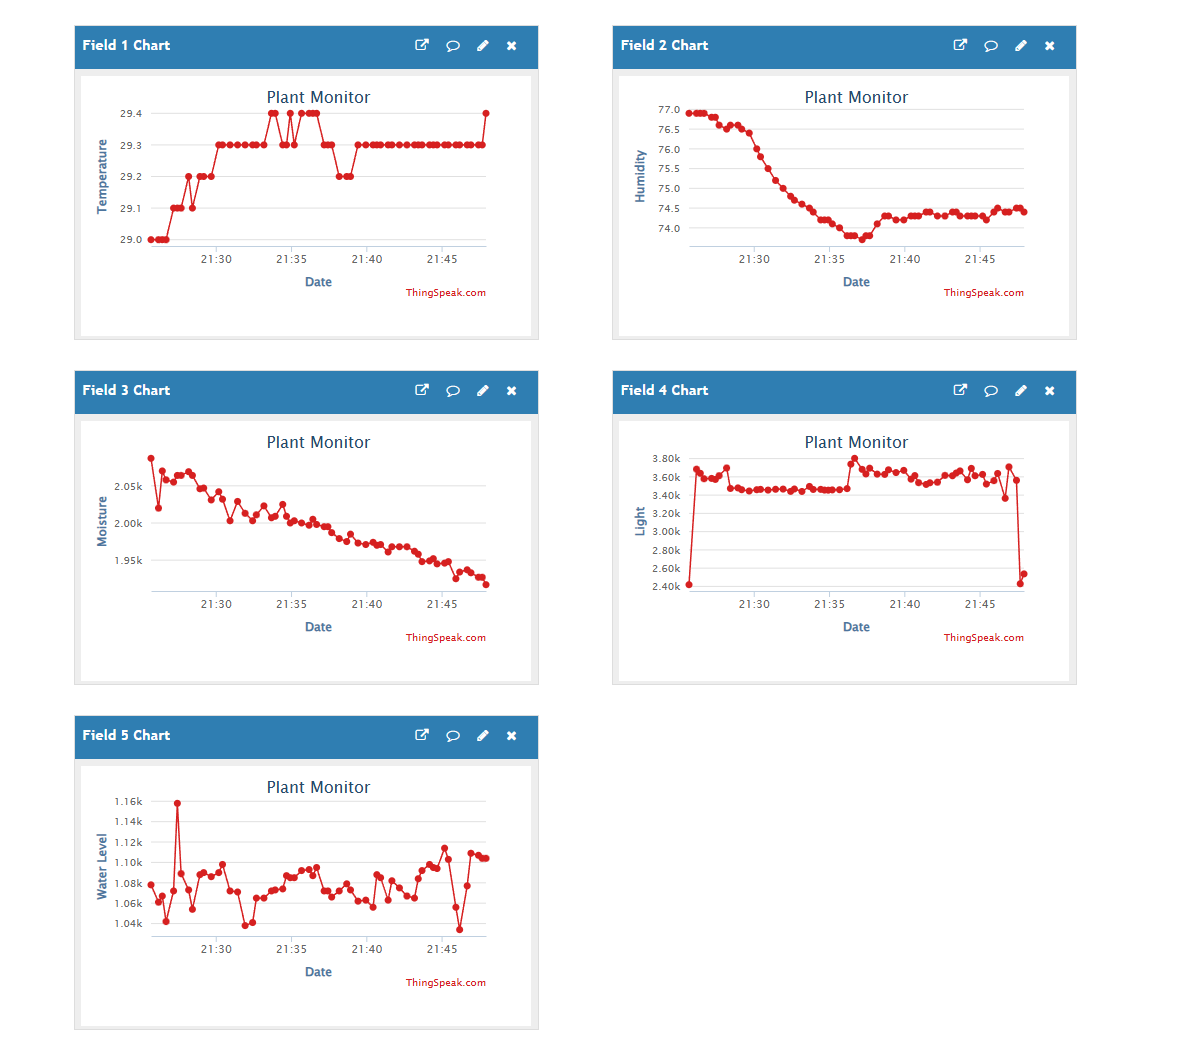 Field 1 Chart
Plant Monitor
Temperature
29.4
29.3
29.2
29.1
29.0
21:30 21:35 21:40 21:45
Date
ThingSpeak.com
Field 2 Chart
Plant Monitor
Humidity
77.0
76.5
76.0
75.5
75.0
74.5
74.0
21:30 21:35 21:40 21:45
Date
ThingSpeak.com
Field 3 Chart
Plant Monitor
Moisture
2.05k
2.00k
1.95k
21:30 21:35 21:40 21:45
Date
ThingSpeak.com
Field 4 Chart
Plant Monitor
Light
3.80k
3.60k
3.40k
3.20k
3.00k
2.80k
2.60k
2.40k
21:30 21:35 21:40 21:45
Date
ThingSpeak.com
Field 5 Chart
Plant Monitor
Water Level
1.16k
1.14k
1.12k
1.10k
1.08k
1.06k
1.04k
21:30 21:35 21:40 21:45
Date
ThingSpeak.com